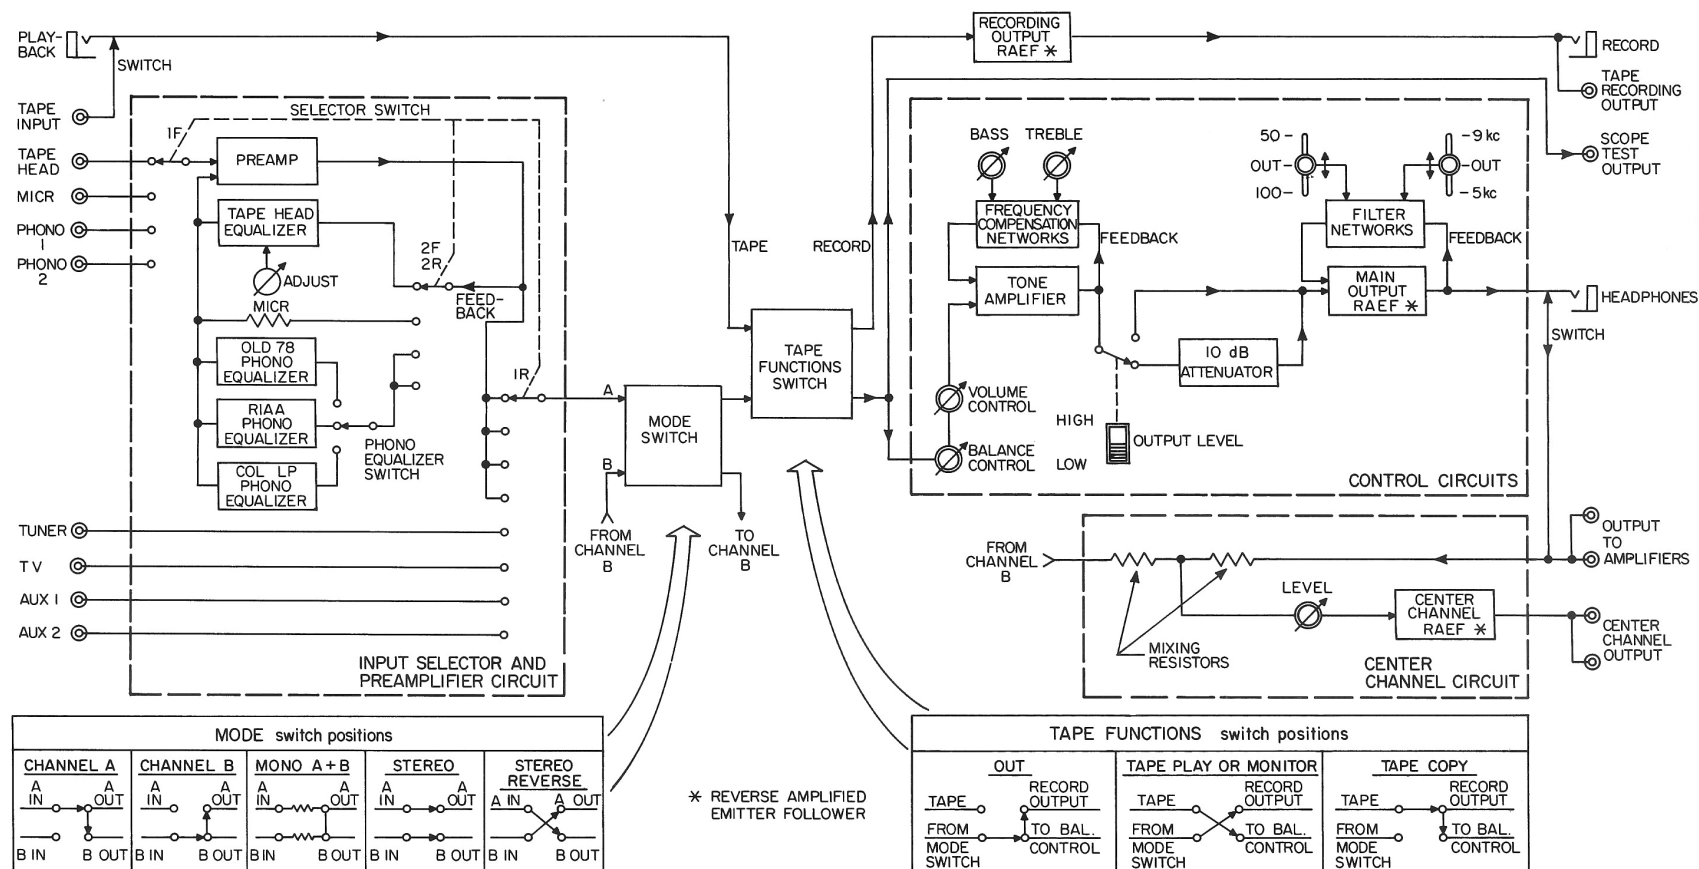 PLAY-
BACK
SWITCH
TAPE
INPUT
TAPE
HEAD
MICR
PHONO
1
PHONO
2
TUNER
TV
AUX 1
AUX 2
SELECTOR SWITCH
1F
PREAMP
TAPE HEAD
EQUALIZER
ADJUST
MICR
2F
2R
FEED-
BACK
OLD 78
PHONO
EQUALIZER
RIAA
PHONO
EQUALIZER
COL LP
PHONO
EQUALIZER
PHONO
EQUALIZER
SWITCH
1R
INPUT SELECTOR AND
PREAMPLIFIER CIRCUIT
A
B
MODE
SWITCH
FROM
CHANNEL
B
TO
CHANNEL
B
TAPE
RECORD
TAPE
FUNCTIONS
SWITCH
RECORDING
OUTPUT
RAEF *
RECORD
TAPE
RECORDING
OUTPUT
SCOPE
TEST
OUTPUT
BASS
TREBLE
FREQUENCY
COMPENSATION
NETWORKS
FEEDBACK
TONE
AMPLIFIER
VOLUME
CONTROL
BALANCE
CONTROL
10 dB
ATTENUATOR
HIGH
OUTPUT LEVEL
LOW
50 -
OUT -
100 -
- 9 kc
- OUT
- 5 kc
FILTER
NETWORKS
FEEDBACK
MAIN
OUTPUT
RAEF *
CONTROL CIRCUITS
HEADPHONES
SWITCH
OUTPUT
TO
AMPLIFIERS
FROM
CHANNEL
B
MIXING
RESISTORS
LEVEL
CENTER
CHANNEL
RAEF *
CENTER
CHANNEL CIRCUIT
CENTER
CHANNEL
OUTPUT
MODE switch positions
CHANNEL A
A
IN
A
OUT
B IN
B OUT
CHANNEL B
A
IN
A
OUT
B IN
B OUT
MONO A + B
A
IN
A
OUT
B IN
B OUT
STEREO
A
IN
A
OUT
B IN
B OUT
STEREO
REVERSE
A IN
A OUT
B IN
B OUT
* REVERSE AMPLIFIED
EMITTER FOLLOWER
TAPE FUNCTIONS switch positions
OUT
TAPE
RECORD
OUTPUT
FROM
MODE
SWITCH
TO BAL.
CONTROL
TAPE PLAY OR MONITOR
TAPE
RECORD
OUTPUT
FROM
MODE
SWITCH
TO BAL.
CONTROL
TAPE COPY
TAPE
RECORD
OUTPUT
FROM
MODE
SWITCH
TO BAL.
CONTROL